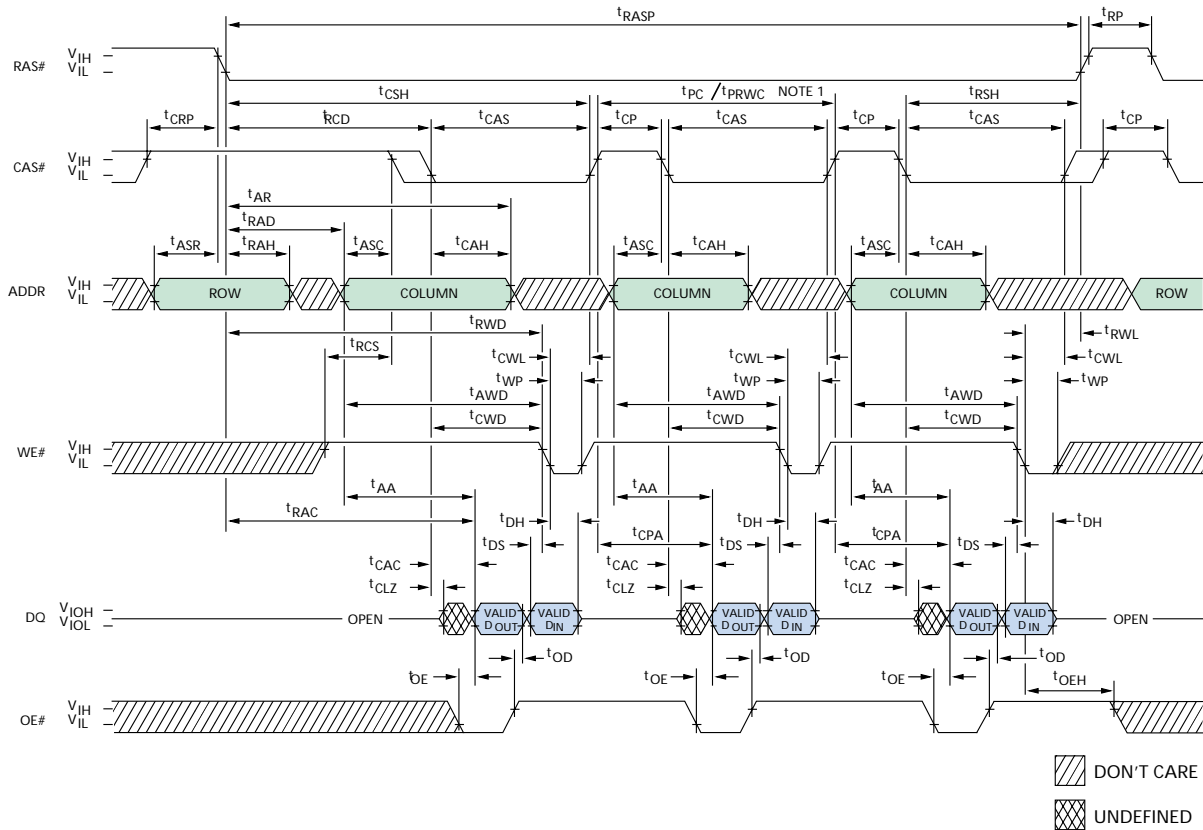 tRASP
tRP
RAS#
VIH
VIL
tCSH
tPC / tPRWC NOTE 1
tRSH
tCRP
tRCD
tCAS
tCP
tCAS
tCP
tCAS
tCP
CAS#
VIH
VIL
tAR
tRAD
tASR
tRAH
tASC
tCAH
tASC
tCAH
tASC
tCAH
ADDR
VIH
VIL
ROW
COLUMN
COLUMN
COLUMN
ROW
tRWD
tRWL
tRCS
tCWL
tCWL
tCWL
tWP
tWP
tWP
tAWD
tAWD
tAWD
tCWD
tCWD
tCWD
WE#
VIH
VIL
tAA
tAA
tAA
tRAC
tDH
tDH
tDH
tCPA
tCPA
tDS
tDS
tDS
tCAC
tCAC
tCAC
tCLZ
tCLZ
tCLZ
DQ
VIOH
VIOL
OPEN
VALID
DOUT
VALID
DIN
VALID
DOUT
VALID
DIN
VALID
DOUT
VALID
DIN
OPEN
tOD
tOD
tOD
tOE
tOE
tOE
tOEH
OE#
VIH
VIL
DON'T CARE
UNDEFINED